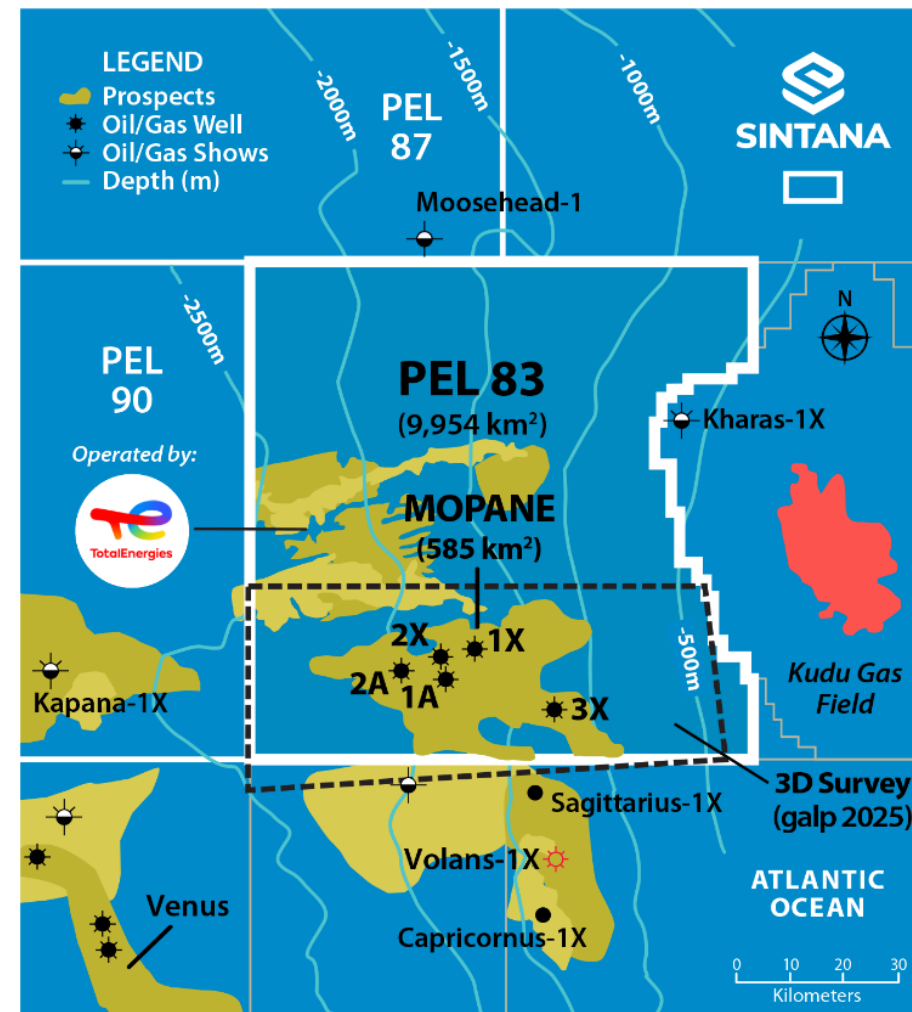 LEGEND
Prospects
Oil/Gas Well
Oil/Gas Shows
Depth (m)
-2000m
-1500m
-1000m
PEL
87
SINTANA
Moosehead-1
-2500m
N
PEL
90
PEL 83
(9,954 km²)
Kharas-1X
Operated by:
TotalEnergies
MOPANE
(585 km²)
2X
1X
2A
1A
3X
-500m
Kapana-1X
Kudu Gas
Field
3D Survey
(galp 2025)
Sagittarius-1X
Volans-1X
Capricornus-1X
Venus
ATLANTIC
OCEAN
0 10 20 30
Kilometers